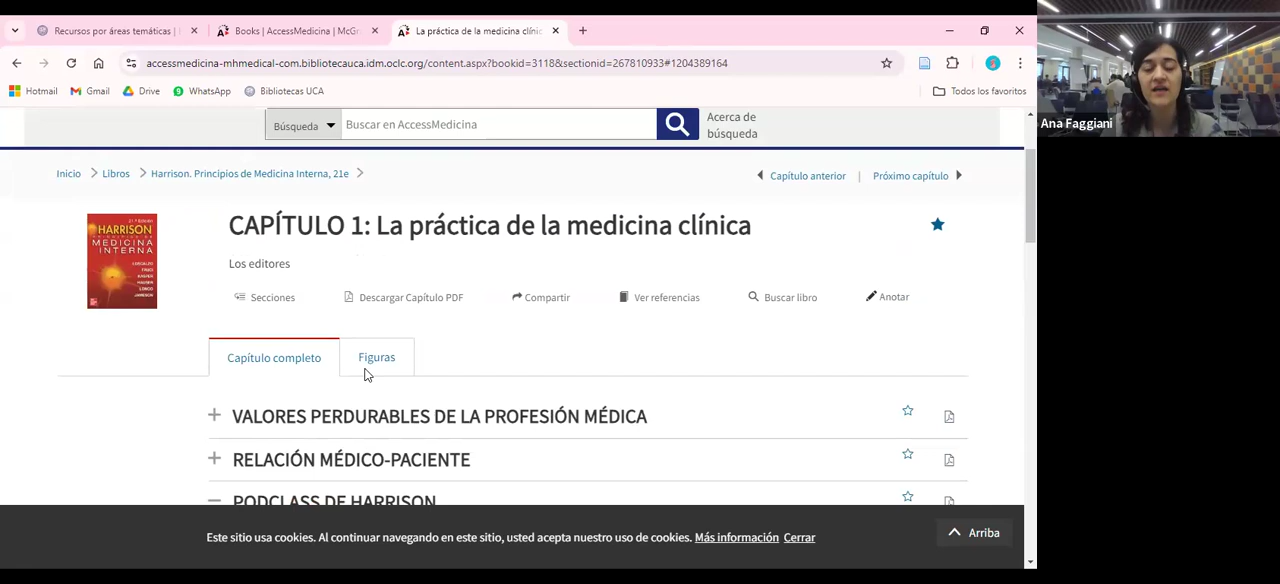 Recursos por áreas temáticas |
Books | AccessMedicina | McGr
La práctica de la medicina clínic
accessmedicina-mhmedical-com.bibliotecauca.idm.oclc.org/content.aspx?bookid=3118&sectionid=267810933#1204389164
Hotmail
Gmail
Drive
WhatsApp
Bibliotecas UCA
Todos los favoritos
Ana Faggiani
Búsqueda
Buscar en AccessMedicina
Acerca de
búsqueda
Inicio
Libros
Harrison. Principios de Medicina Interna, 21e
Capítulo anterior
|
Próximo capítulo
HARRISON
MEDICINA
INTERNA
CAPÍTULO 1: La práctica de la medicina clínica
Los editores
Secciones
Descargar Capítulo PDF
Compartir
Ver referencias
Buscar libro
Anotar
Capítulo completo
Figuras
VALORES PERDURABLES DE LA PROFESIÓN MÉDICA
RELACIÓN MÉDICO-PACIENTE
PODCLASS DE HARRISON
Este sitio usa cookies. Al continuar navegando en este sitio, usted acepta nuestro uso de cookies. Más información Cerrar
Arriba